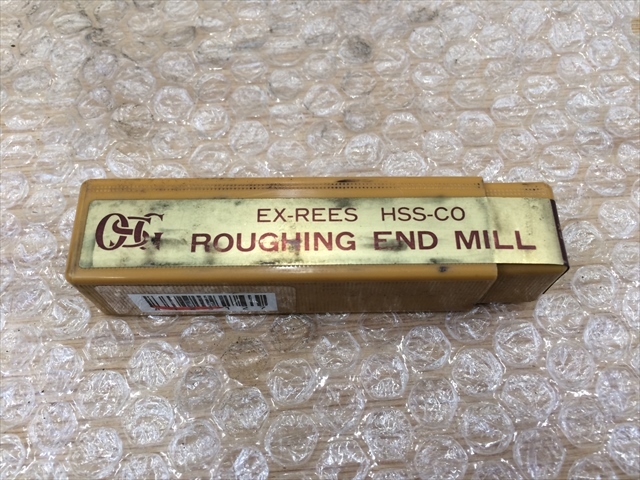 OSG
EX-REES HSS-CO
ROUGHING END MILL